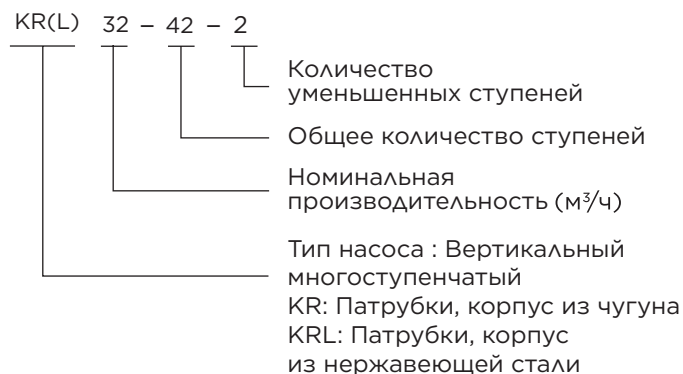 KR(L) 32 – 42 – 2
Количество
уменьшенных ступеней
Общее количество ступеней
Номинальная
производительность (м³/ч)
Тип насоса : Вертикальный
многоступенчатый
KR: Патрубки, корпус из чугуна
KRL: Патрубки, корпус
из нержавеющей стали